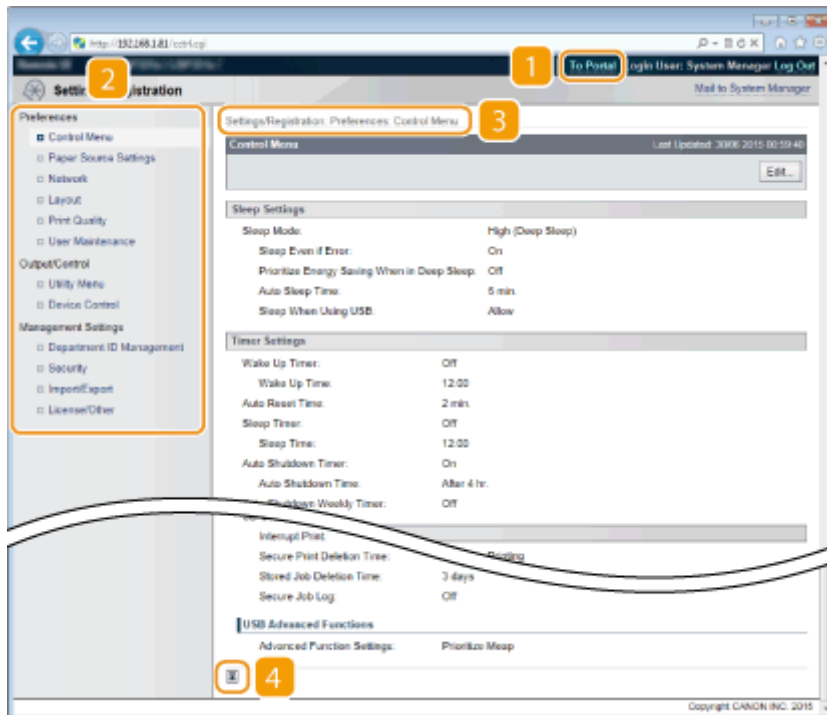 http://192.168.1.81/
1
To Portal Login User: System Manager Log Out
2
Mail to System Manager
Preferences
Control Menu
Paper Source Settings
Network
Layout
Print Quality
User Maintenance
Output/Control
Utility Menu
Device Control
Management Settings
Department ID Management
Security
Import/Export
License/Other
Settings/Registration: Preferences: Control Menu
3
Control Menu
Last Updated: 30/06 2015 00:59:40
Edit...
Sleep Settings
Sleep Mode: High (Deep Sleep)
Sleep Even if Error: On
Prioritize Energy Saving When in Deep Sleep: Off
Auto Sleep Time: 5 min.
Sleep When Using USB: Allow
Timer Settings
Wake Up Timer: Off
Wake Up Time: 12:00
Auto Reset Time: 2 min.
Sleep Timer: Off
Sleep Time: 12:00
Auto Shutdown Timer: On
Auto Shutdown Time: After 4 hr.
Shutdown Weekly Timer: Off
Interrupt Print
Secure Print Deletion Time: Printing
Stored Job Deletion Time: 3 days
Secure Job Log: Off
USB Advanced Functions
Advanced Function Settings: Prioritize Meap
4
Copyright CANON INC. 2015